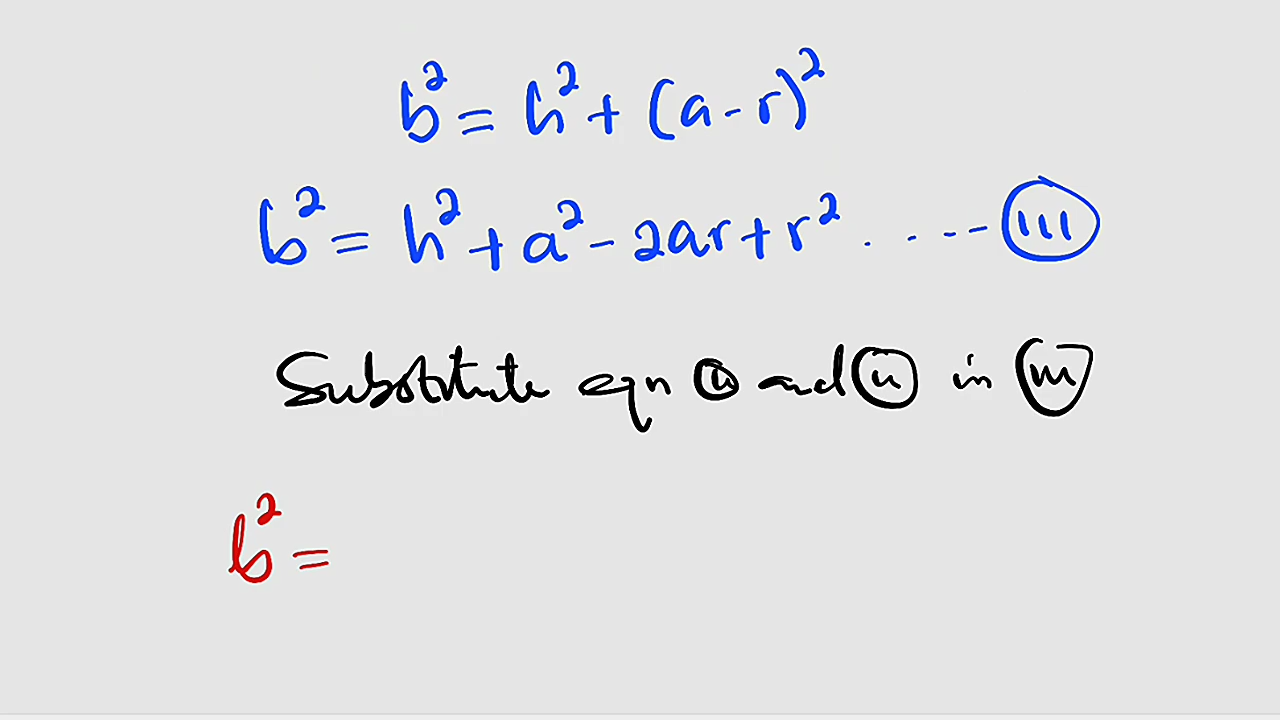 b² = h² + (a - r)²
b² = h² + a² - 2ar + r² . . . - - - (III)
Substitute eqn and (ii) in (iii)
b² =